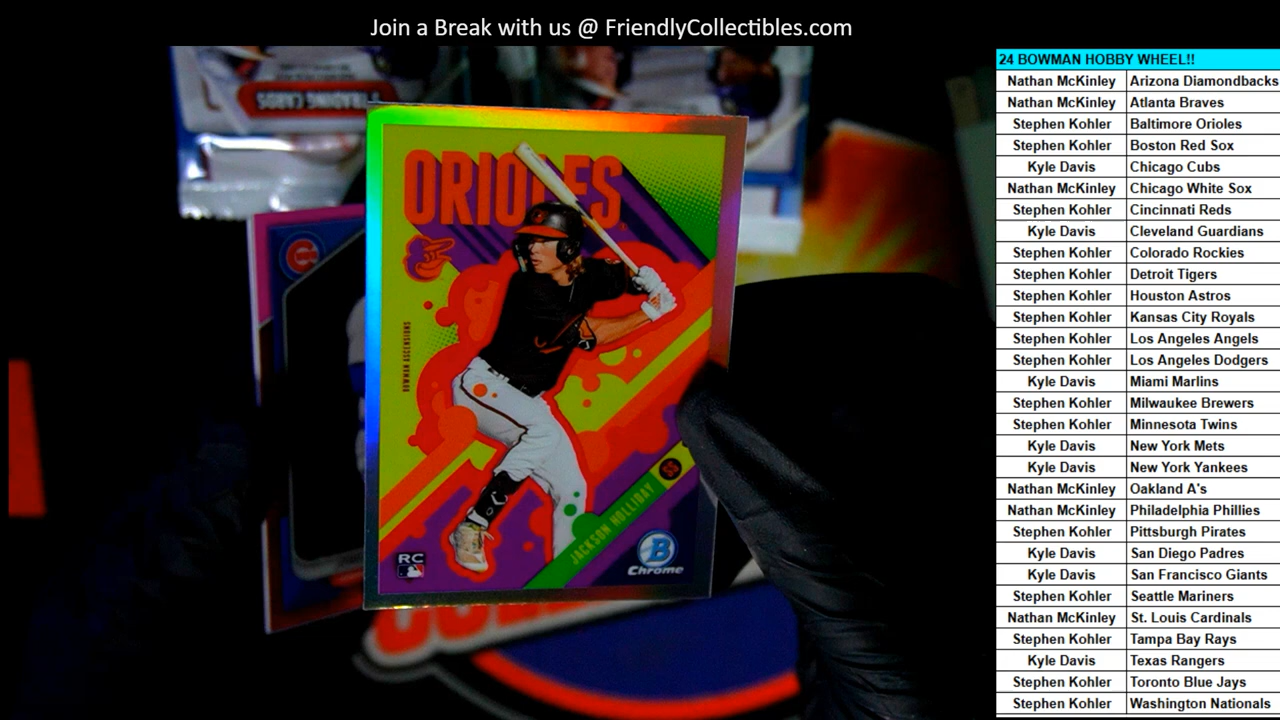 Join a Break with us @ FriendlyCollectibles.com
TRADING CARDS
ORIOLES
BOWMAN ASCENSIONS
JACKSON HOLLIDAY
RC
B
Chrome
24 BOWMAN HOBBY WHEEL!!
Nathan McKinley Arizona Diamondbacks
Nathan McKinley Atlanta Braves
Stephen Kohler Baltimore Orioles
Stephen Kohler Boston Red Sox
Kyle Davis Chicago Cubs
Nathan McKinley Chicago White Sox
Stephen Kohler Cincinnati Reds
Kyle Davis Cleveland Guardians
Stephen Kohler Colorado Rockies
Stephen Kohler Detroit Tigers
Stephen Kohler Houston Astros
Stephen Kohler Kansas City Royals
Stephen Kohler Los Angeles Angels
Stephen Kohler Los Angeles Dodgers
Kyle Davis Miami Marlins
Stephen Kohler Milwaukee Brewers
Stephen Kohler Minnesota Twins
Kyle Davis New York Mets
Kyle Davis New York Yankees
Nathan McKinley Oakland A's
Nathan McKinley Philadelphia Phillies
Stephen Kohler Pittsburgh Pirates
Kyle Davis San Diego Padres
Kyle Davis San Francisco Giants
Stephen Kohler Seattle Mariners
Nathan McKinley St. Louis Cardinals
Stephen Kohler Tampa Bay Rays
Kyle Davis Texas Rangers
Stephen Kohler Toronto Blue Jays
Stephen Kohler Washington Nationals